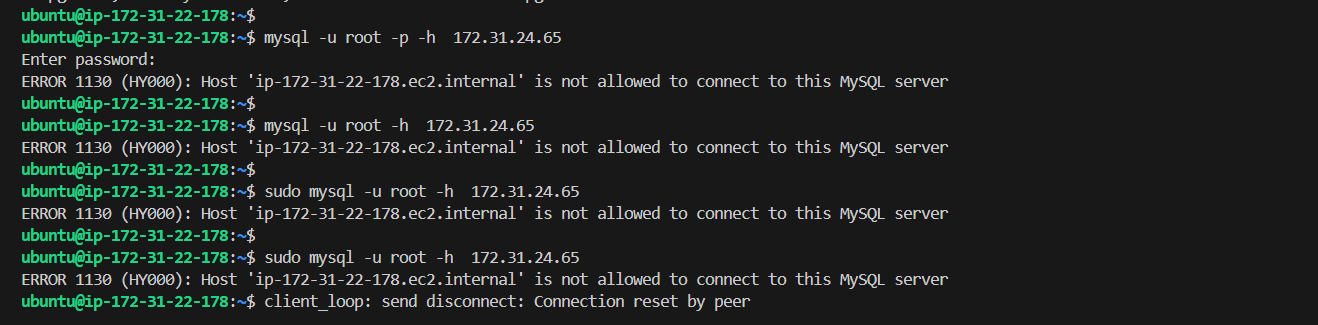 ubuntu@ip-172-31-22-178:~$
ubuntu@ip-172-31-22-178:~$ mysql -u root -p -h  172.31.24.65
Enter password:
ERROR 1130 (HY000): Host 'ip-172-31-22-178.ec2.internal' is not allowed to connect to this MySQL server
ubuntu@ip-172-31-22-178:~$
ubuntu@ip-172-31-22-178:~$ mysql -u root -h  172.31.24.65
ERROR 1130 (HY000): Host 'ip-172-31-22-178.ec2.internal' is not allowed to connect to this MySQL server
ubuntu@ip-172-31-22-178:~$
ubuntu@ip-172-31-22-178:~$ sudo mysql -u root -h  172.31.24.65
ERROR 1130 (HY000): Host 'ip-172-31-22-178.ec2.internal' is not allowed to connect to this MySQL server
ubuntu@ip-172-31-22-178:~$
ubuntu@ip-172-31-22-178:~$ sudo mysql -u root -h  172.31.24.65
ERROR 1130 (HY000): Host 'ip-172-31-22-178.ec2.internal' is not allowed to connect to this MySQL server
ubuntu@ip-172-31-22-178:~$ client_loop: send disconnect: Connection reset by peer